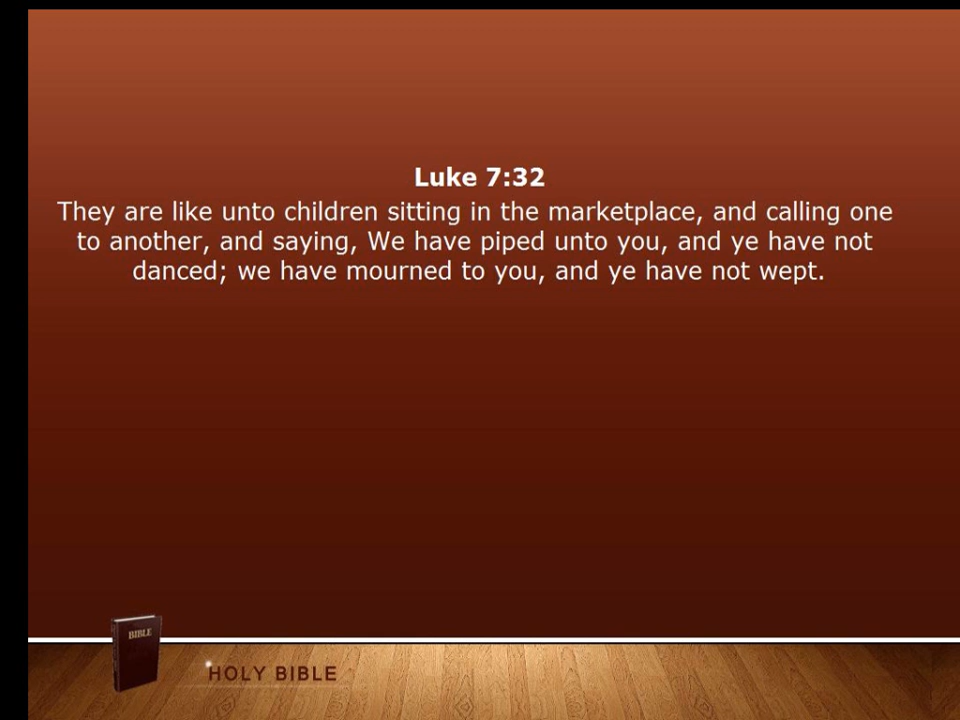 Luke 7:32
They are like unto children sitting in the marketplace, and calling one
to another, and saying, We have piped unto you, and ye have not
danced; we have mourned to you, and ye have not wept.
BIBLE
HOLY BIBLE